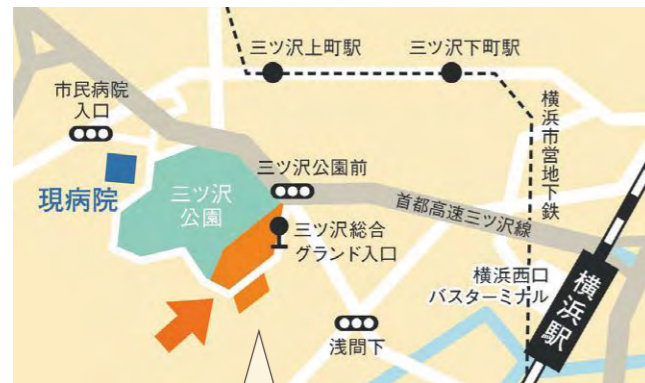 三ツ沢上町駅
三ツ沢下町駅
市民病院
入口
横浜市営地下鉄
現病院
三ツ沢
公園
三ツ沢公園前
首都高速三ツ沢線
三ツ沢総合
グランド入口
横浜西口
バスターミナル
横浜駅
浅間下